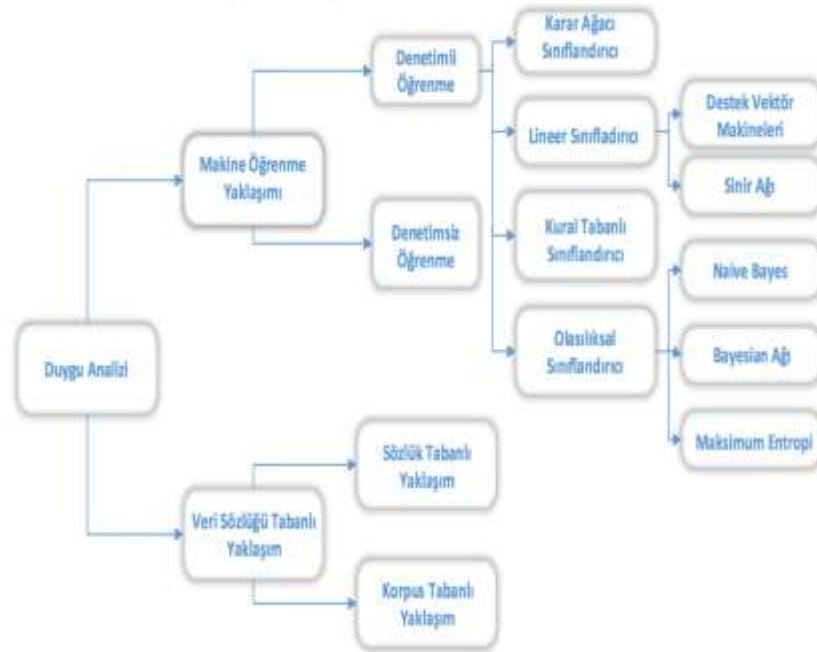 Duygu Analizi
Makine Öğrenme
Yaklaşımı
Denetimli
Öğrenme
Karar Ağacı
Sınıflandırıcı
Lineer Sınıfladırıcı
Destek Vektör
Makineleri
Sinir Ağı
Kural Tabanlı
Sınıflandırıcı
Olasılıksal
Sınıflandırıcı
Naive Bayes
Bayesian Ağı
Maksimum Entropi
Denetimsiz
Öğrenme
Veri Sözlüğü Tabanlı
Yaklaşım
Sözlük Tabanlı
Yaklaşım
Korpus Tabanlı
Yaklaşım